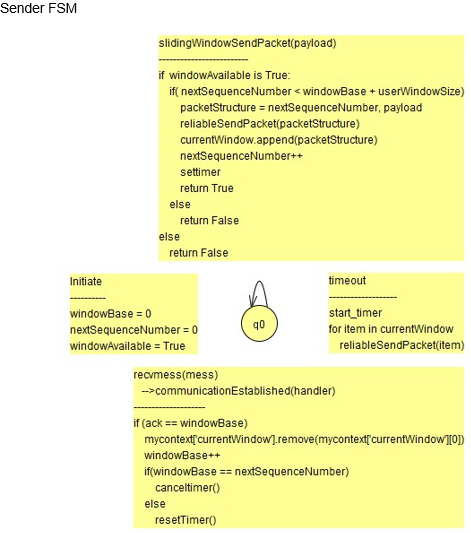 Sender FSM
slidingWindowSendPacket(payload)
-------------------------
if  windowAvailable is True:
if( nextSequenceNumber < windowBase + userWindowSize)
packetStructure = nextSequenceNumber, payload
reliableSendPacket(packetStructure)
currentWindow.append(packetStructure)
nextSequenceNumber++
settimer
return True
else
return False
else
return False
Initiate
----------
windowBase = 0
nextSequenceNumber = 0
windowAvailable = True
q0
timeout
-------------------
start_timer
for item in currentWindow
reliableSendPacket(item)
recvmess(mess)
-->communicationEstablished(handler)
--------------------
if (ack == windowBase)
mycontext['currentWindow'].remove(mycontext['currentWindow'][0])
windowBase++
if(windowBase == nextSequenceNumber)
canceltimer()
else
resetTimer()